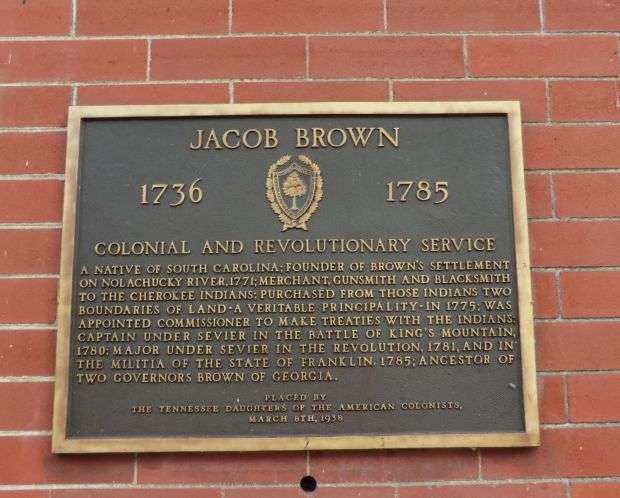 JACOB BROWN
1736 1785
COLONIAL AND REVOLUTIONARY SERVICE
A NATIVE OF SOUTH CAROLINA; FOUNDER OF BROWN'S SETTLEMENT
ON NOLACHUCKY RIVER, 1771; MERCHANT, GUNSMITH AND BLACKSMITH
TO THE CHEROKEE INDIANS; PURCHASED FROM THOSE INDIANS TWO
BOUNDARIES OF LAND-A VERITABLE PRINCIPALITY-IN 1775; WAS
APPOINTED COMMISSIONER TO MAKE TREATIES WITH THE INDIANS;
CAPTAIN UNDER SEVIER IN THE BATTLE OF KING'S MOUNTAIN,
1780; MAJOR UNDER SEVIER IN THE REVOLUTION, 1781, AND IN
THE MILITIA OF THE STATE OF FRANKLIN, 1785; ANCESTOR OF
TWO GOVERNORS BROWN OF GEORGIA.
PLACED BY
THE TENNESSEE DAUGHTERS OF THE AMERICAN COLONISTS,
MARCH 8TH, 1938